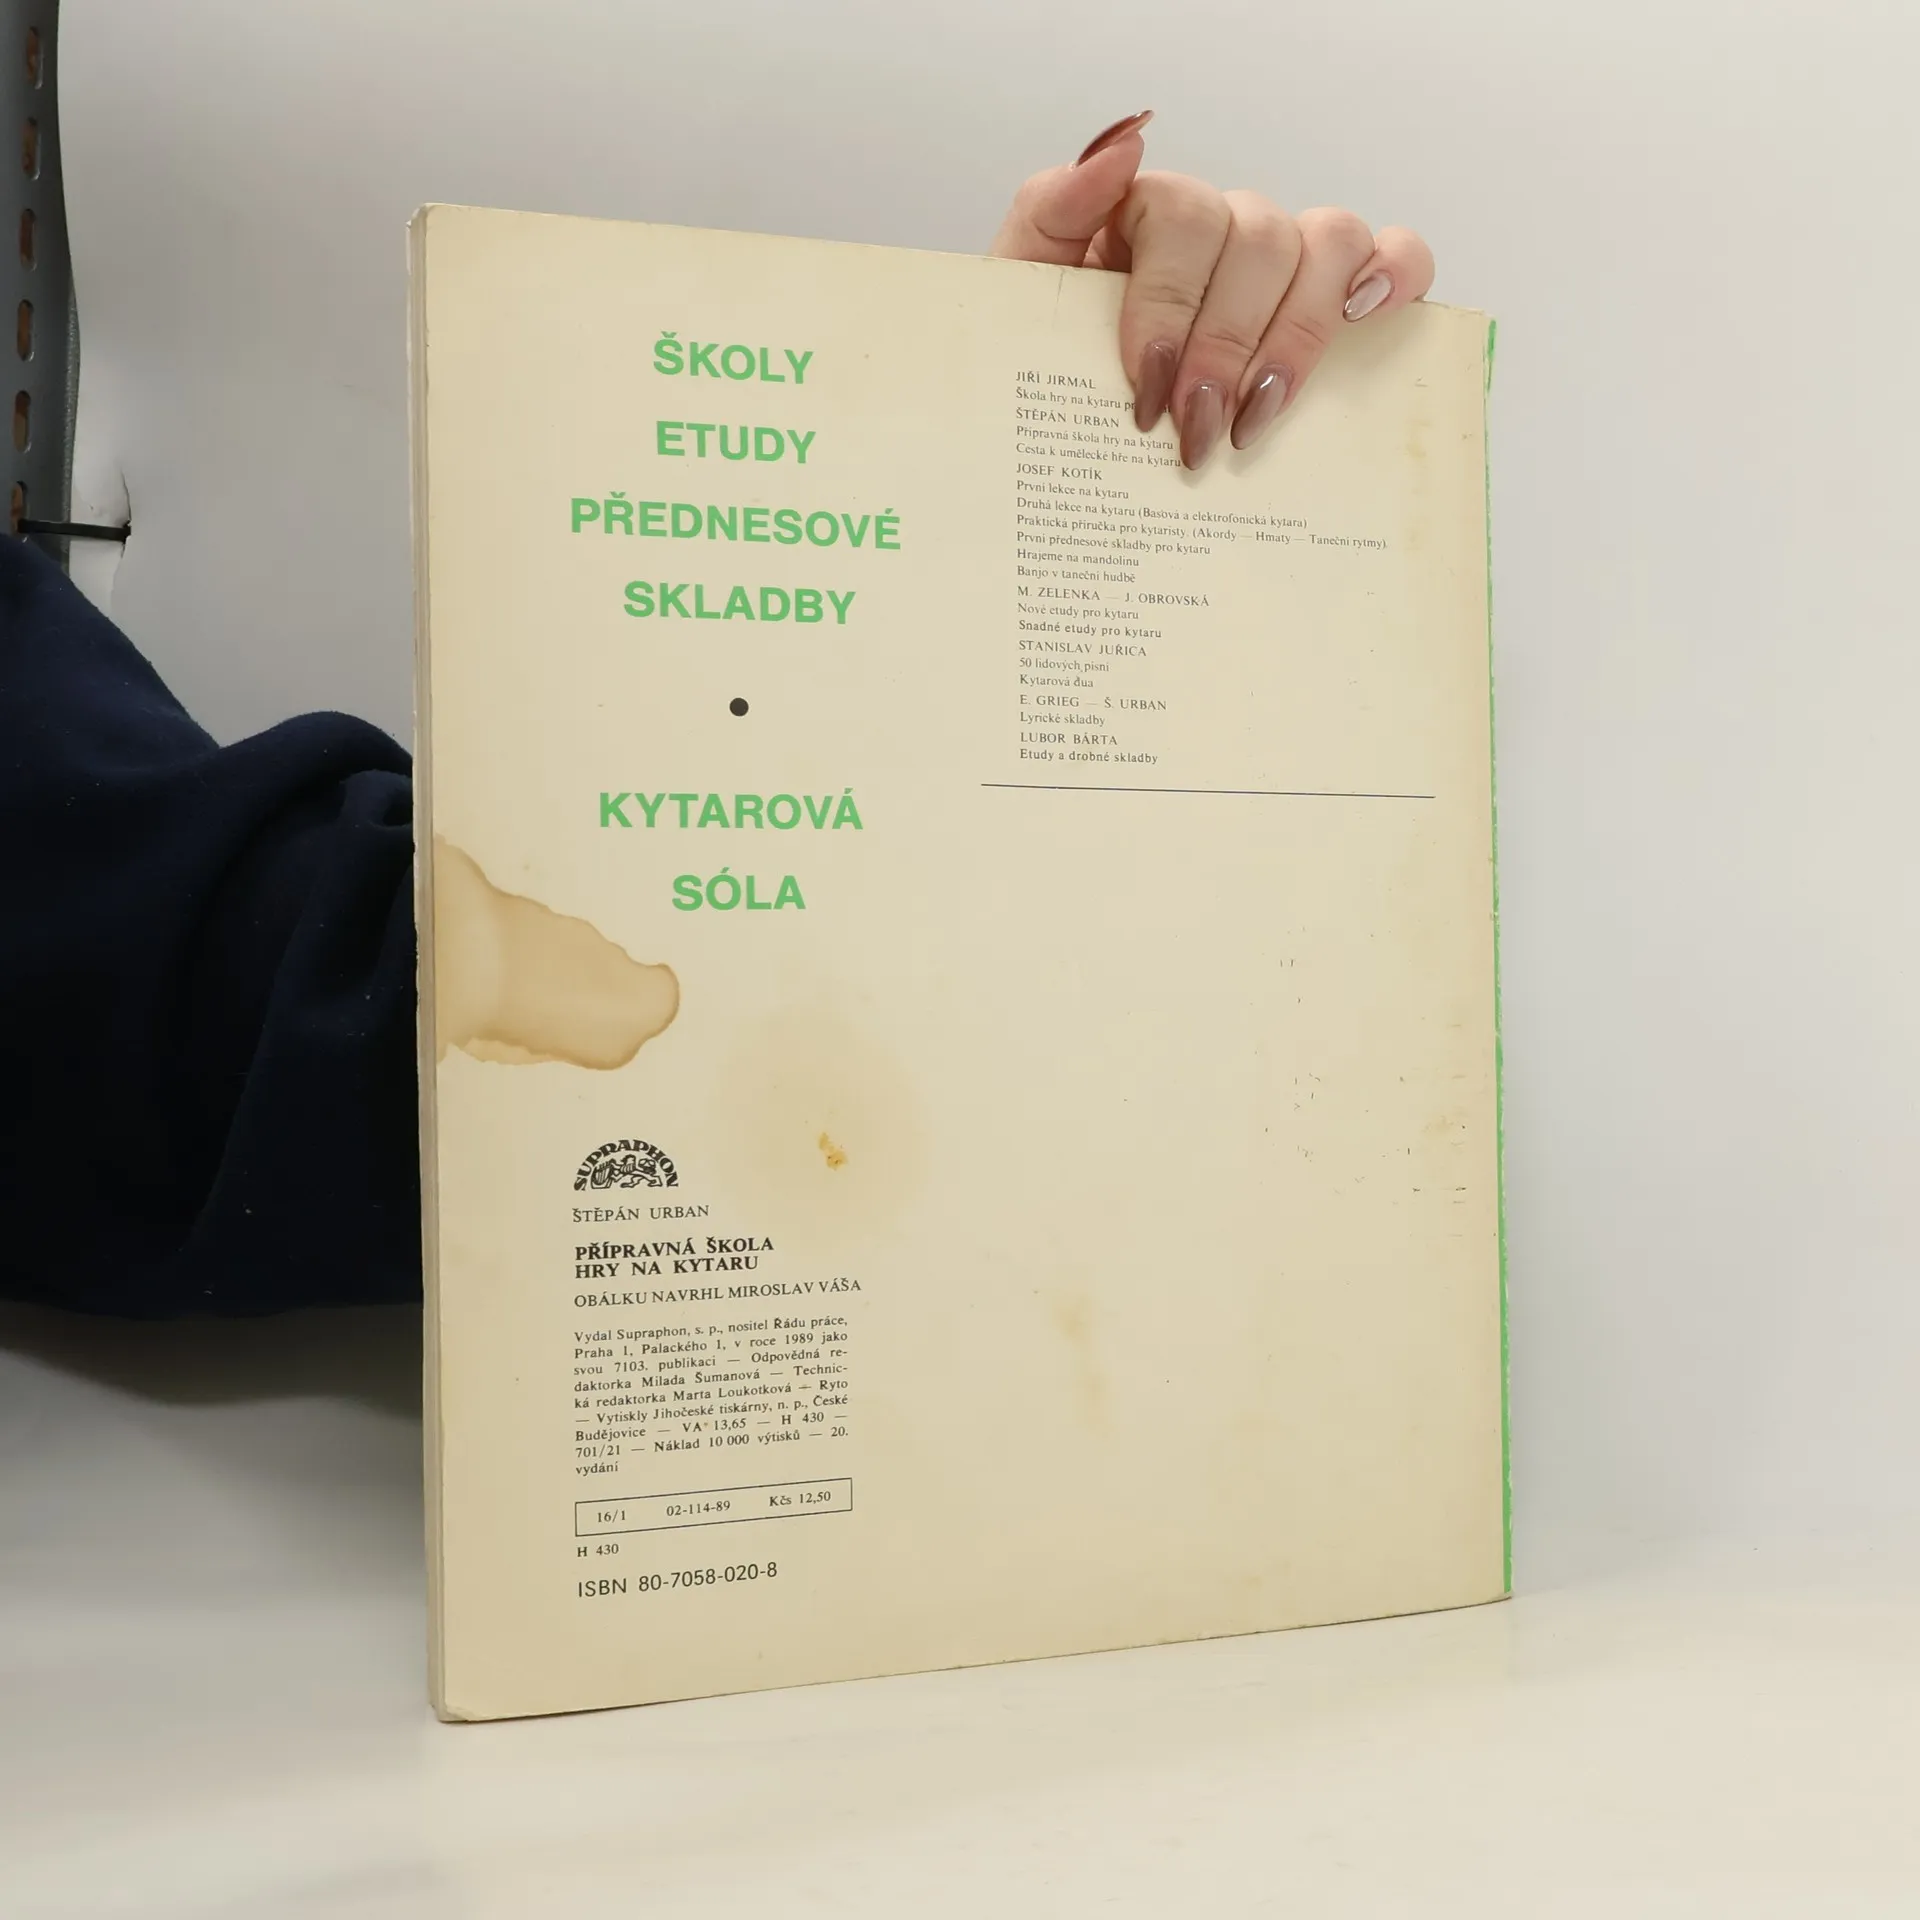 ŠKOLY
ETUDY
PŘEDNESOVÉ
SKLADBY
KYTAROVÁ
SÓLA
JIŘÍ JIRMAL
Škola hry na kytaru
ŠTĚPÁN URBAN
Přípravná škola hry na kytaru
Cesta k umělecké hře na kytaru
JOSEF KOTÍK
První lekce na kytaru
Druhá lekce na kytaru (Basová a elektrofonická kytara)
Praktická příručka pro kytaristy. (Akordy — Hmaty — Taneční rytmy)
První přednesové skladby pro kytaru
Hrajeme na mandolínu
Banjo v taneční hudbě
M. ZELENKA — J. OBROVSKÁ
Nové etudy pro kytaru
Snadné etudy pro kytaru
STANISLAV JUŘICA
50 lidových písní
Kytarová dua
E. GRIEG — Š. URBAN
Lyrické skladby
LUBOR BÁRTA
Etudy a drobné skladby
SUPRAPHON
ŠTĚPÁN URBAN
PŘÍPRAVNÁ ŠKOLA
HRY NA KYTARU
OBÁLKU NAVRHL MIROSLAV VÁŠA
Vydal Supraphon, s. p., nositel Řádu práce,
Praha 1, Palackého 1, v roce 1989 jako
svou 7103. publikaci — Odpovědná re-
daktorka Milada Šumanová — Technic-
ká redaktorka Marta Loukotková — Ryto
— Vytiskly Jihočeské tiskárny, n. p., České
Budějovice — VA 13,65 — H 430 —
701/21 — Náklad 10 000 výtisků — 20.
vydání
16/1 02-114-89 Kčs 12,50
H 430
ISBN 80-7058-020-8